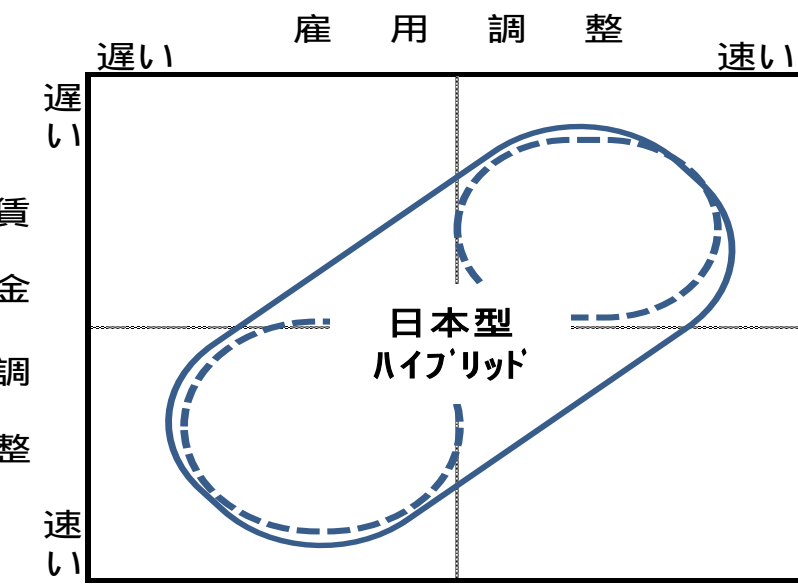 雇用調整
遅い
速い
遅い
賃金調整
速い
日本型
ﾊｲﾌﾞﾘｯﾄﾞ